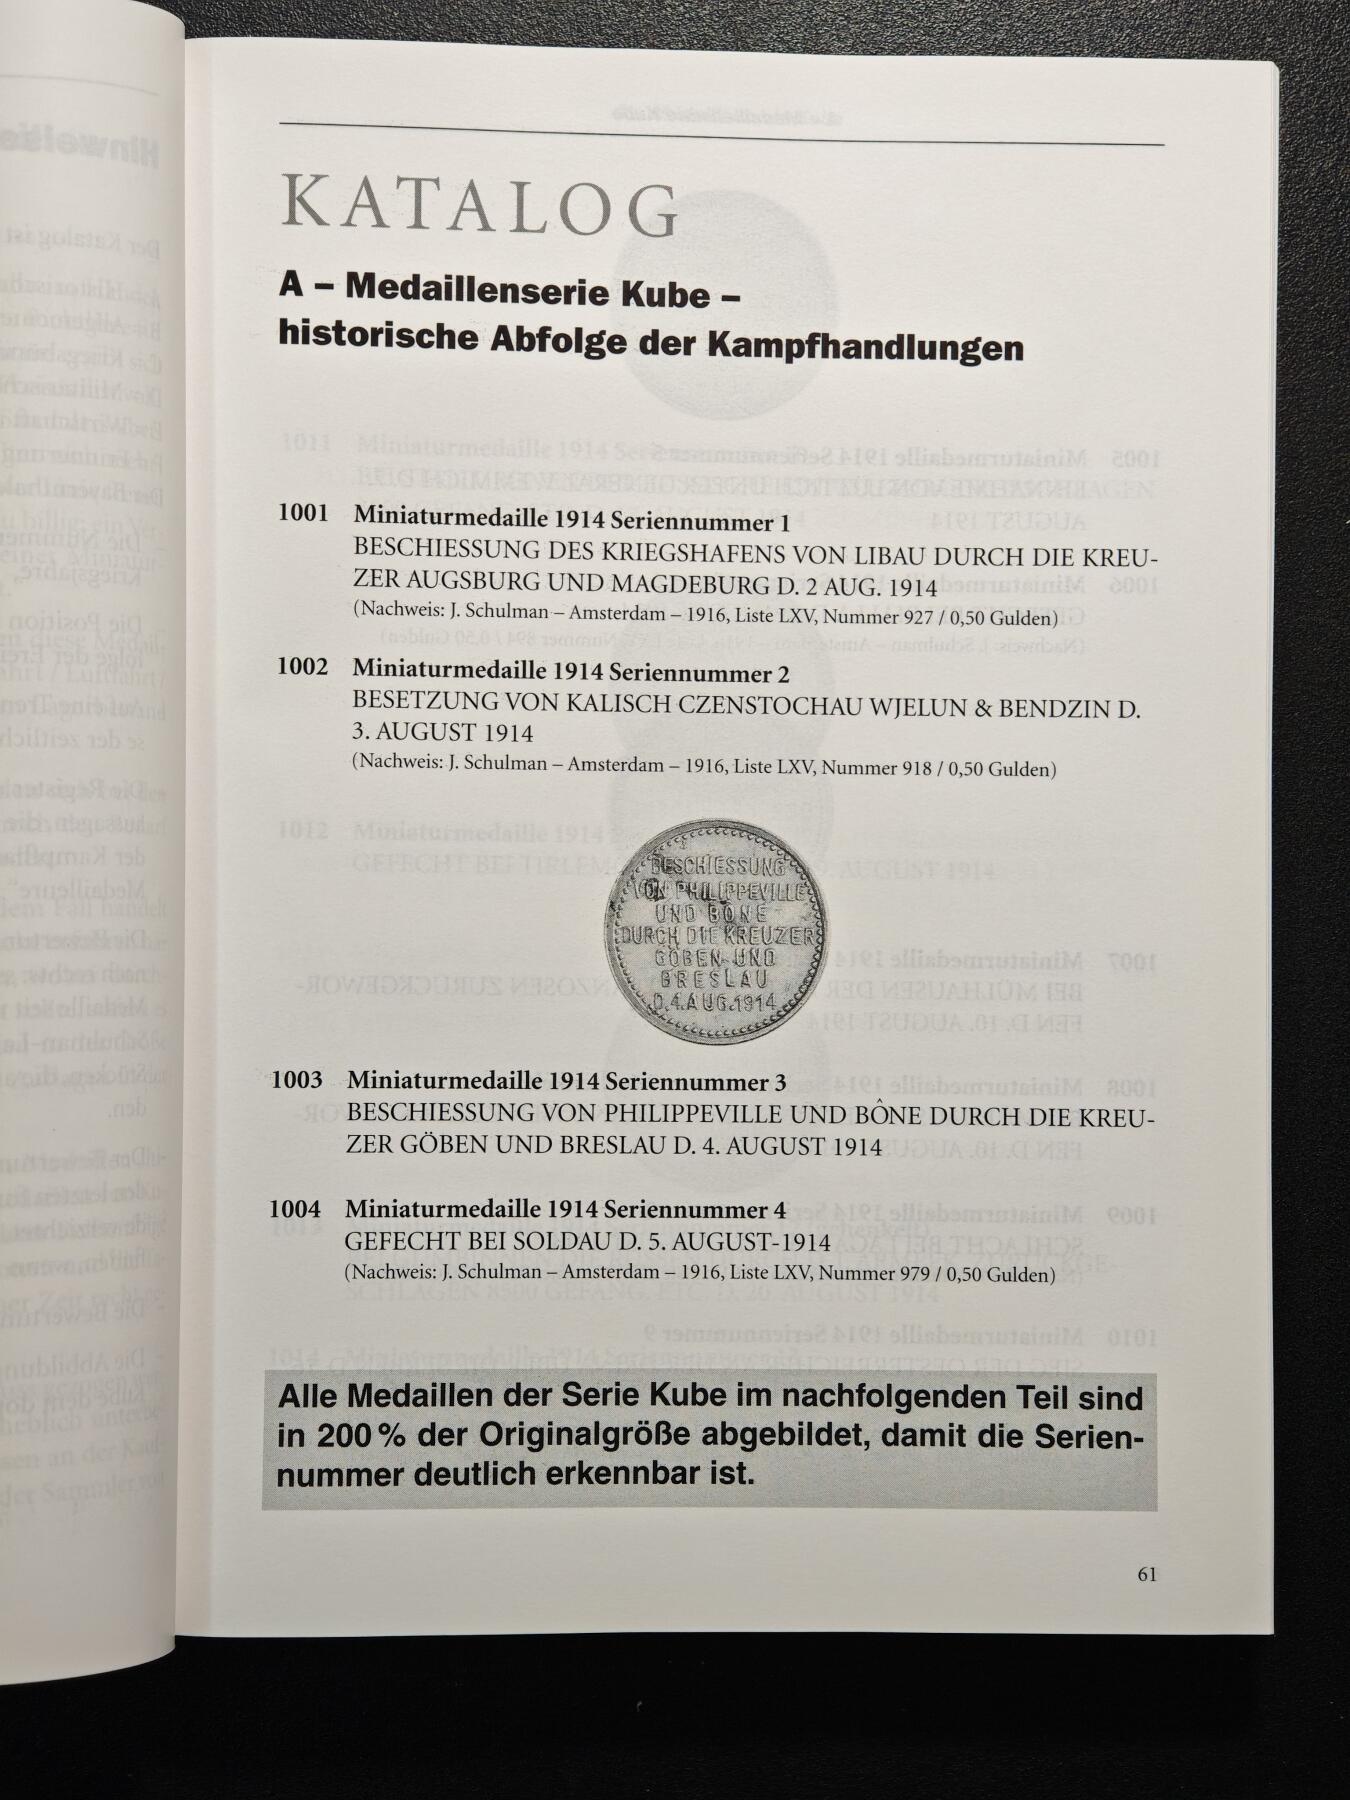 KATALOG
A – Medaillenserie Kube –
historische Abfolge der Kampfhandlungen
1001 Miniaturmedaille 1914 Seriennummer 1
BESCHIESSUNG DES KRIEGSHAFENS VON LIBAU DURCH DIE KREU-
ZER AUGSBURG UND MAGDEBURG D. 2 AUG. 1914
(Nachweis: J. Schulman – Amsterdam – 1916, Liste LXV, Nummer 927 / 0,50 Gulden)
1002 Miniaturmedaille 1914 Seriennummer 2
BESETZUNG VON KALISCH CZENSTOCHAU WJELUN & BENDZIN D.
3. AUGUST 1914
(Nachweis: J. Schulman – Amsterdam – 1916, Liste LXV, Nummer 918 / 0,50 Gulden)
BESCHIESSUNG
VON PHILIPPEVILLE
UND BÔNE
DURCH DIE KREUZER
GÖBEN UND
BRESLAU
D.4.AUG.1914
1003 Miniaturmedaille 1914 Seriennummer 3
BESCHIESSUNG VON PHILIPPEVILLE UND BÔNE DURCH DIE KREU-
ZER GÖBEN UND BRESLAU D. 4. AUGUST 1914
1004 Miniaturmedaille 1914 Seriennummer 4
GEFECHT BEI SOLDAU D. 5. AUGUST-1914
(Nachweis: J. Schulman – Amsterdam – 1916, Liste LXV, Nummer 979 / 0,50 Gulden)
Alle Medaillen der Serie Kube im nachfolgenden Teil sind
in 200 % der Originalgröße abgebildet, damit die Serien-
nummer deutlich erkennbar ist.
61